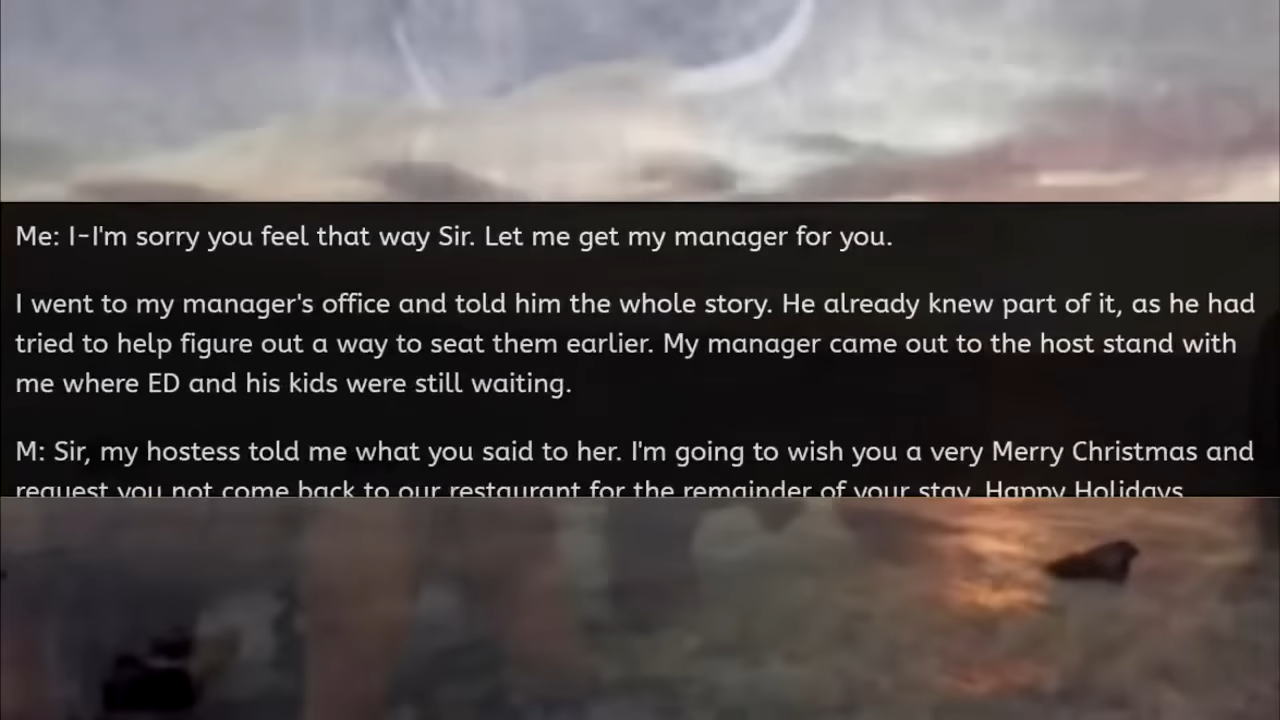 Me: I-I'm sorry you feel that way Sir. Let me get my manager for you.
I went to my manager's office and told him the whole story. He already knew part of it, as he had
tried to help figure out a way to seat them earlier. My manager came out to the host stand with
me where ED and his kids were still waiting.
M: Sir, my hostess told me what you said to her. I'm going to wish you a very Merry Christmas and
request you not come back to our restaurant for the remainder of your stay. Happy Holidays